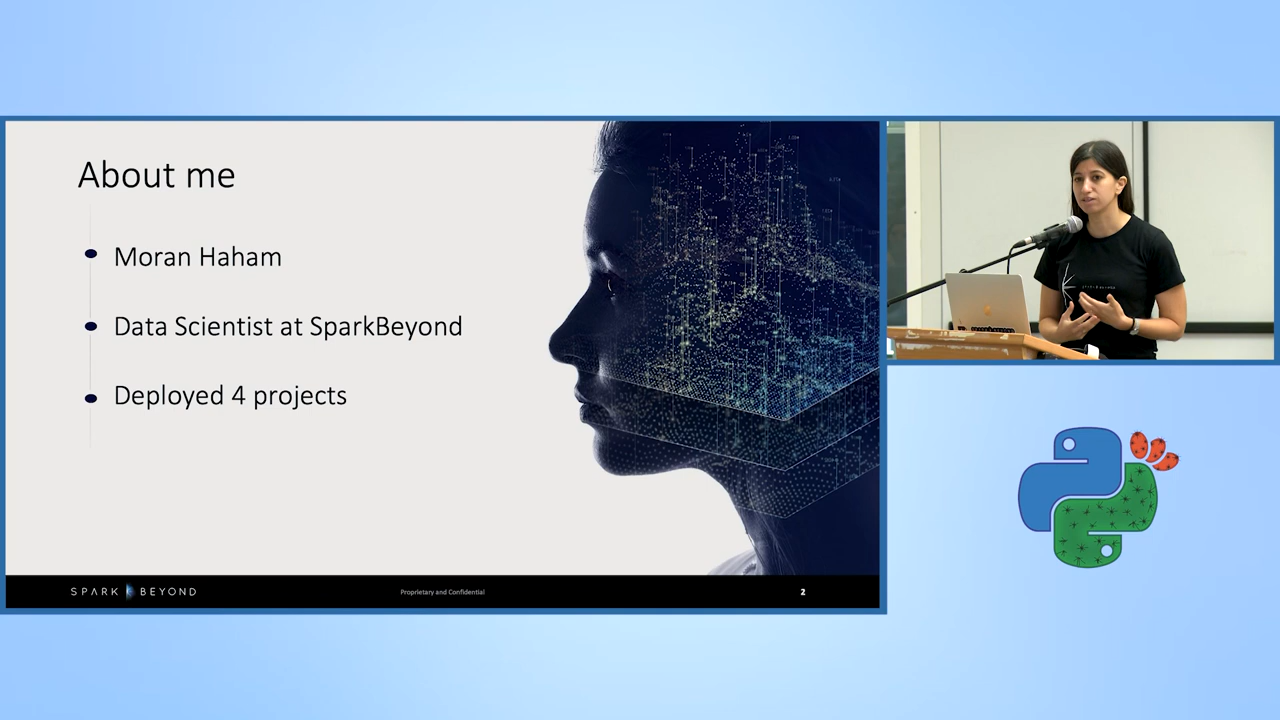 About me
Moran Haham
Data Scientist at SparkBeyond
Deployed 4 projects
SPARK BEYOND
Proprietary and Confidential
2